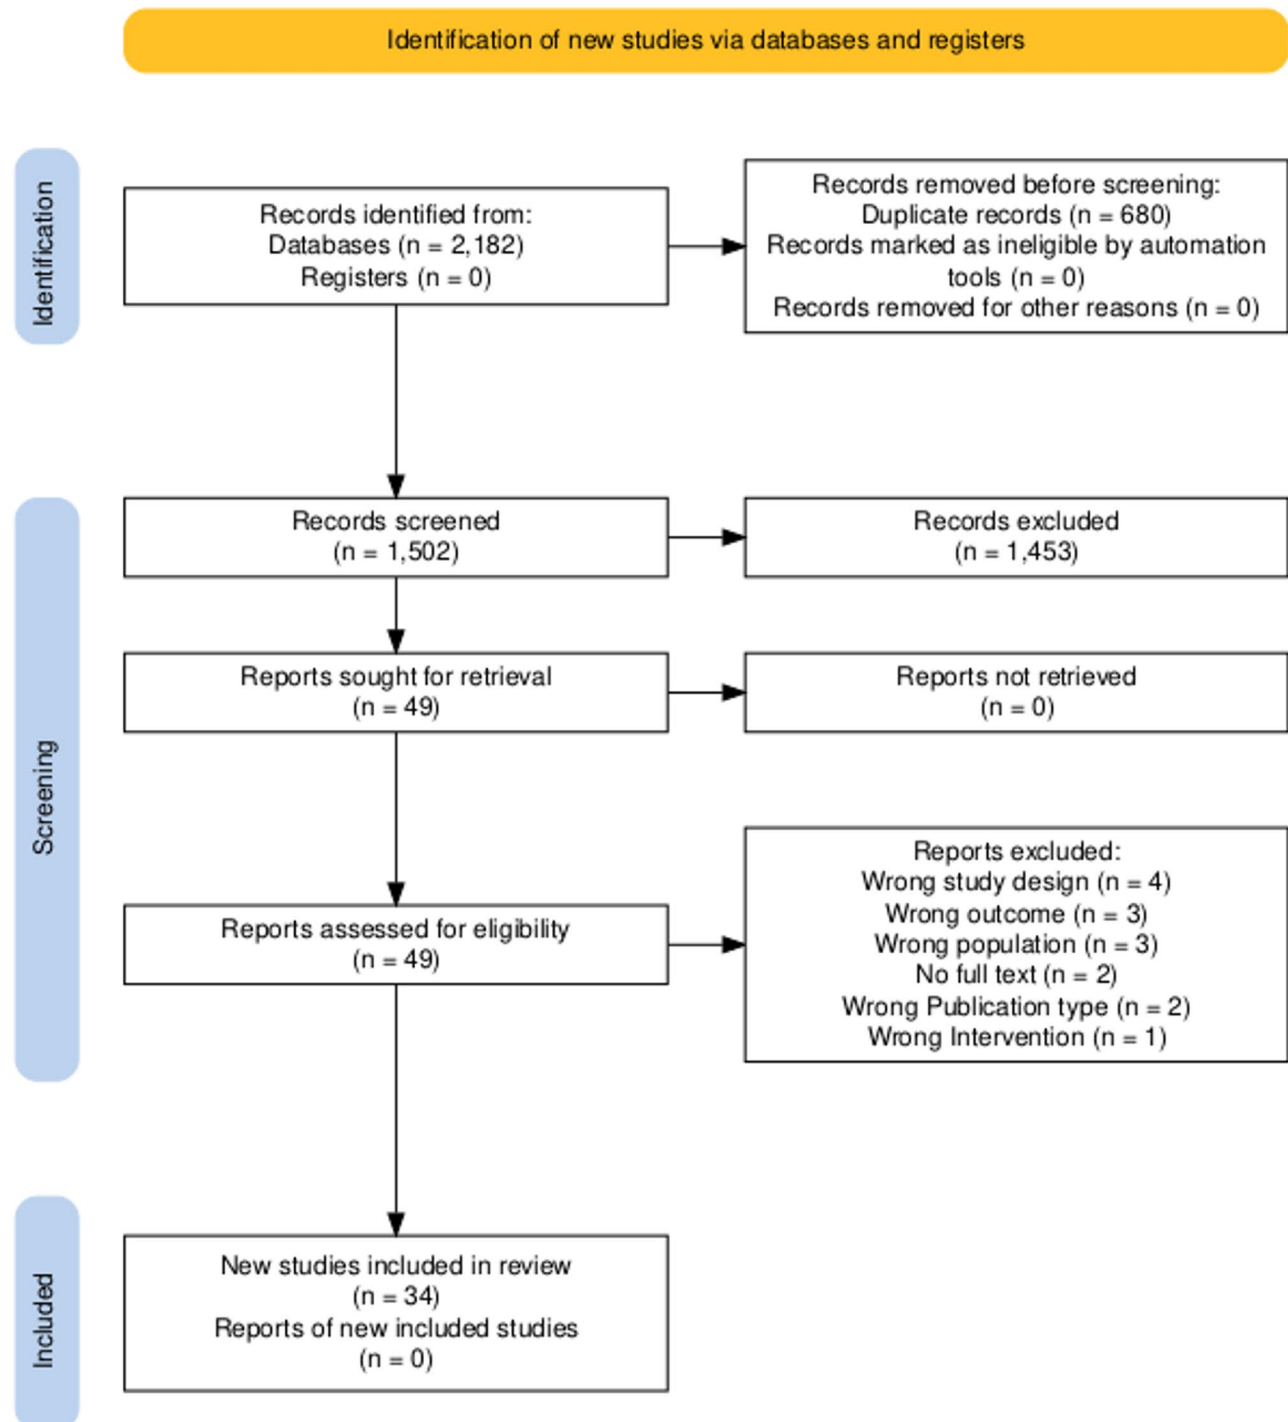 Identification of new studies via databases and registers
Identification
Records identified from:
Databases (n = 2,182)
Registers (n = 0)
Records removed before screening:
Duplicate records (n = 680)
Records marked as ineligible by automation
tools (n = 0)
Records removed for other reasons (n = 0)
Screening
Records screened
(n = 1,502)
Records excluded
(n = 1,453)
Reports sought for retrieval
(n = 49)
Reports not retrieved
(n = 0)
Reports assessed for eligibility
(n = 49)
Reports excluded:
Wrong study design (n = 4)
Wrong outcome (n = 3)
Wrong population (n = 3)
No full text (n = 2)
Wrong Publication type (n = 2)
Wrong Intervention (n = 1)
Included
New studies included in review
(n = 34)
Reports of new included studies
(n = 0)